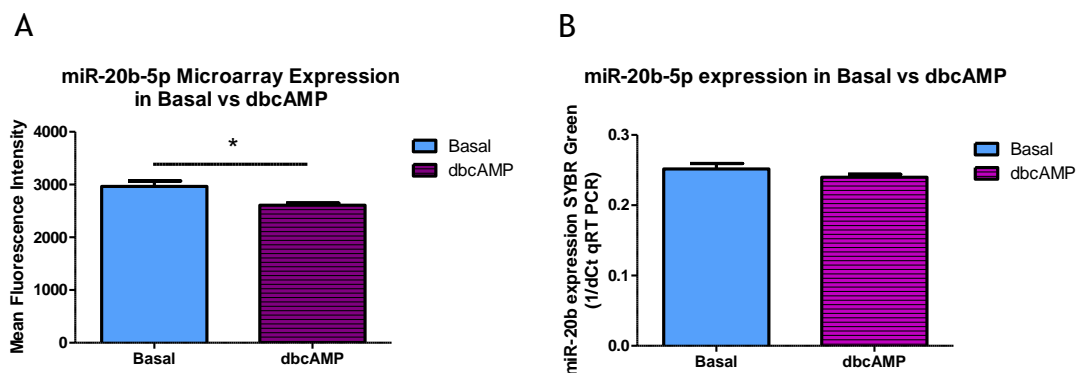 A
miR-20b-5p Microarray Expression
in Basal vs dbcAMP
Mean Fluorescence Intensity
4000
3000
2000
1000
0
*
Basal
dbcAMP
Basal
dbcAMP
B
miR-20b-5p expression in Basal vs dbcAMP
miR-20b expression SYBR Green
(1/dCt qRT PCR)
0.3
0.2
0.1
0.0
Basal
dbcAMP
Basal
dbcAMP